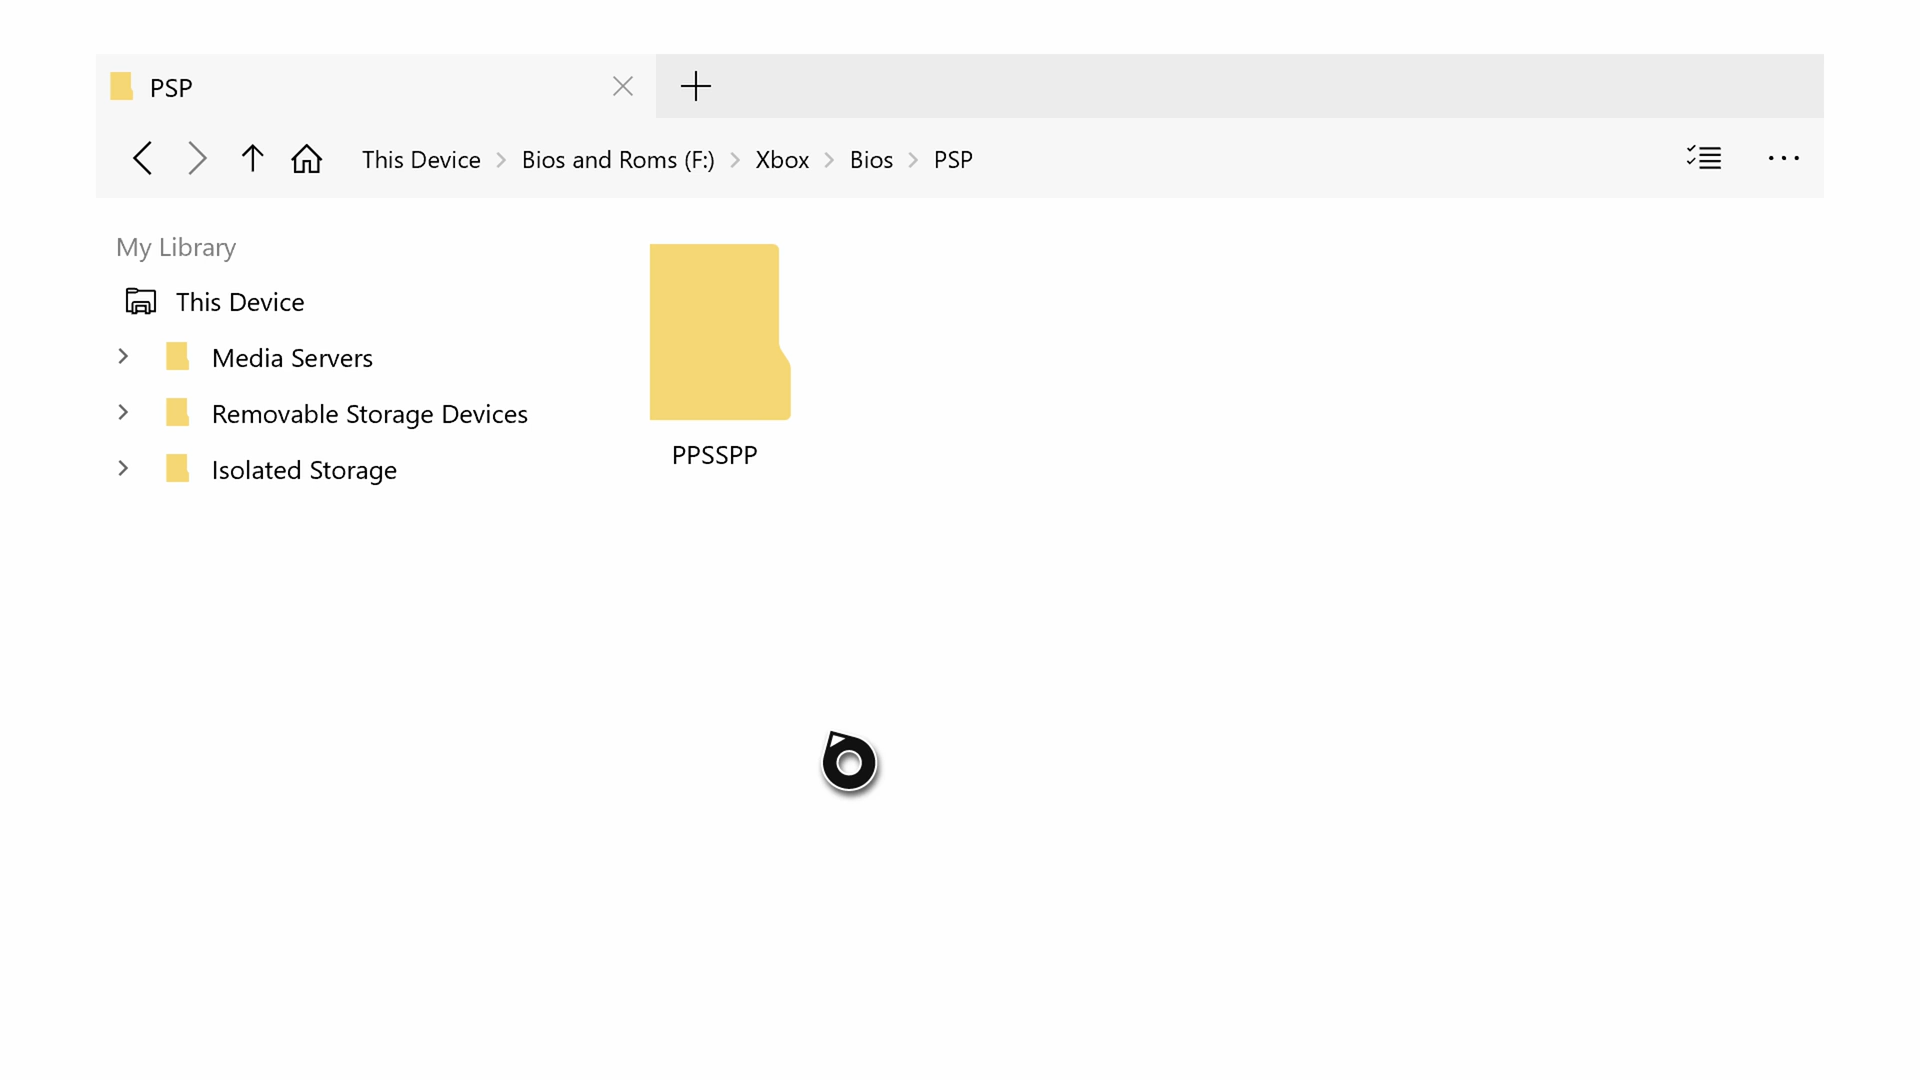 PSP
This Device > Bios and Roms (F:) > Xbox > Bios > PSP
My Library
This Device
Media Servers
Removable Storage Devices
Isolated Storage
PPSSPP